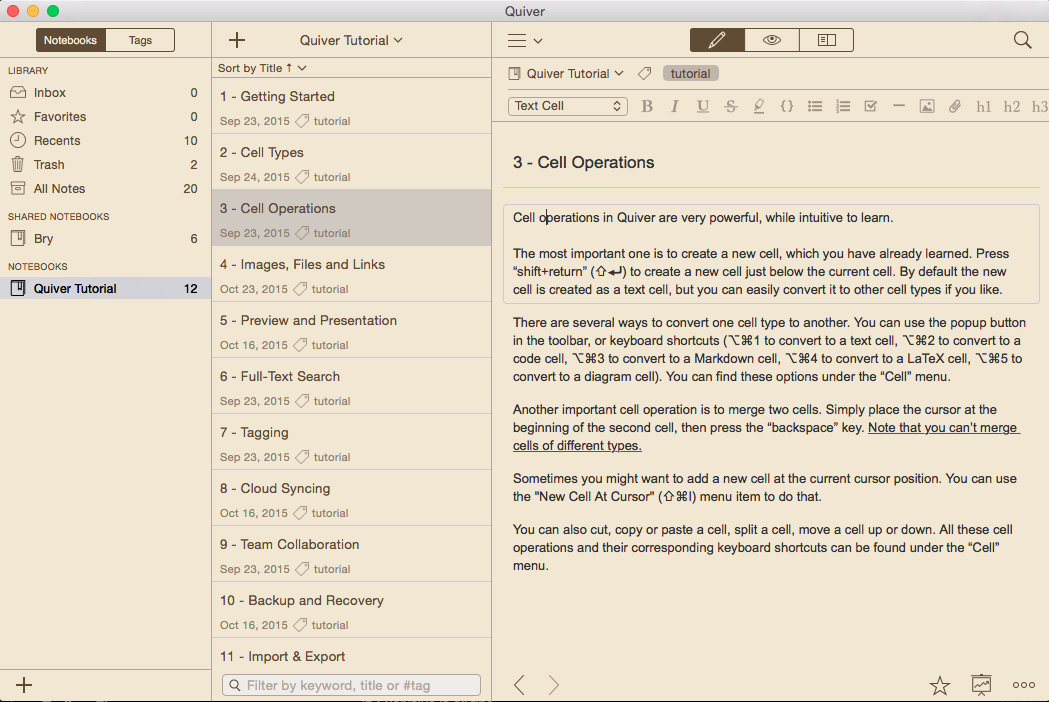 Quiver
Notebooks Tags
LIBRARY
Inbox 0
Favorites 0
Recents 10
Trash 2
All Notes 20
SHARED NOTEBOOKS
Bry 6
NOTEBOOKS
Quiver Tutorial 12
Quiver Tutorial
Sort by Title ↑
1 - Getting Started
Sep 23, 2015 tutorial
2 - Cell Types
Sep 24, 2015 tutorial
3 - Cell Operations
Sep 23, 2015 tutorial
4 - Images, Files and Links
Oct 23, 2015 tutorial
5 - Preview and Presentation
Oct 16, 2015 tutorial
6 - Full-Text Search
Sep 23, 2015 tutorial
7 - Tagging
Sep 23, 2015 tutorial
8 - Cloud Syncing
Oct 16, 2015 tutorial
9 - Team Collaboration
Sep 23, 2015 tutorial
10 - Backup and Recovery
Oct 16, 2015 tutorial
11 - Import & Export
Filter by keyword, title or #tag
Quiver Tutorial tutorial
Text Cell B I U S {} h1 h2 h3
3 - Cell Operations
Cell operations in Quiver are very powerful, while intuitive to learn.
The most important one is to create a new cell, which you have already learned. Press
“shift+return” (⇧↩) to create a new cell just below the current cell. By default the new
cell is created as a text cell, but you can easily convert it to other cell types if you like.
There are several ways to convert one cell type to another. You can use the popup button
in the toolbar, or keyboard shortcuts (⌥⌘1 to convert to a text cell, ⌥⌘2 to convert to a
code cell, ⌥⌘3 to convert to a Markdown cell, ⌥⌘4 to convert to a LaTeX cell, ⌥⌘5 to
convert to a diagram cell). You can find these options under the “Cell” menu.
Another important cell operation is to merge two cells. Simply place the cursor at the
beginning of the second cell, then press the “backspace” key. Note that you can’t merge
cells of different types.
Sometimes you might want to add a new cell at the current cursor position. You can use
the "New Cell At Cursor" (⇧⌘I) menu item to do that.
You can also cut, copy or paste a cell, split a cell, move a cell up or down. All these cell
operations and their corresponding keyboard shortcuts can be found under the “Cell”
menu.